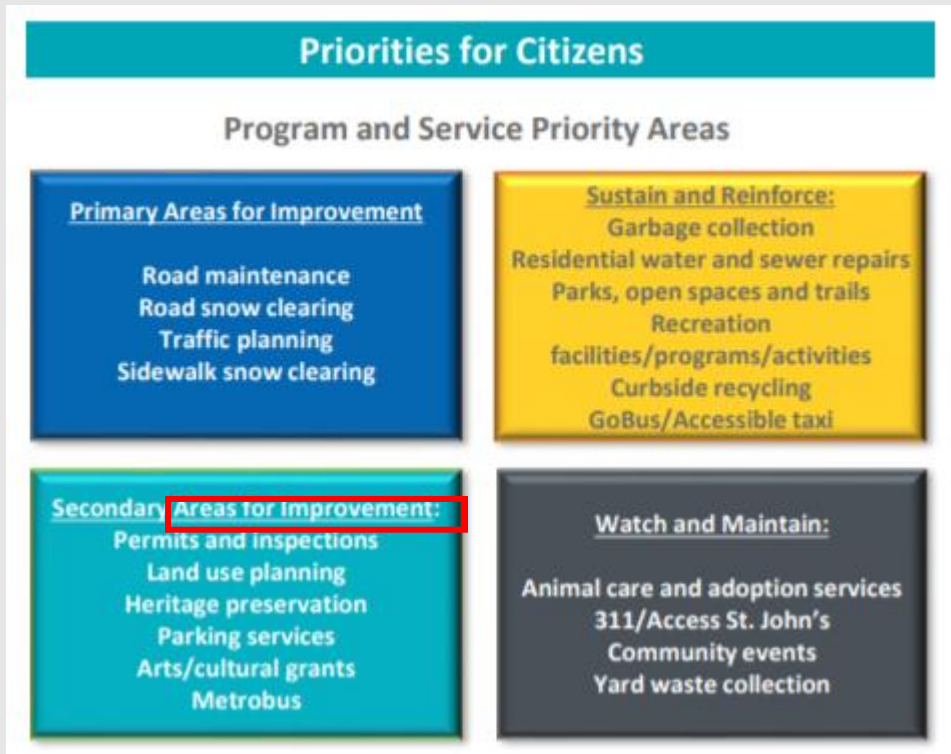 Priorities for Citizens
Program and Service Priority Areas
Primary Areas for Improvement
Road maintenance
Road snow clearing
Traffic planning
Sidewalk snow clearing
Sustain and Reinforce:
Garbage collection
Residential water and sewer repairs
Parks, open spaces and trails
Recreation
facilities/programs/activities
Curbside recycling
GoBus/Accessible taxi
Secondary Areas for Improvement:
Permits and inspections
Land use planning
Heritage preservation
Parking services
Arts/cultural grants
Metrobus
Watch and Maintain:
Animal care and adoption services
311/Access St. John's
Community events
Yard waste collection